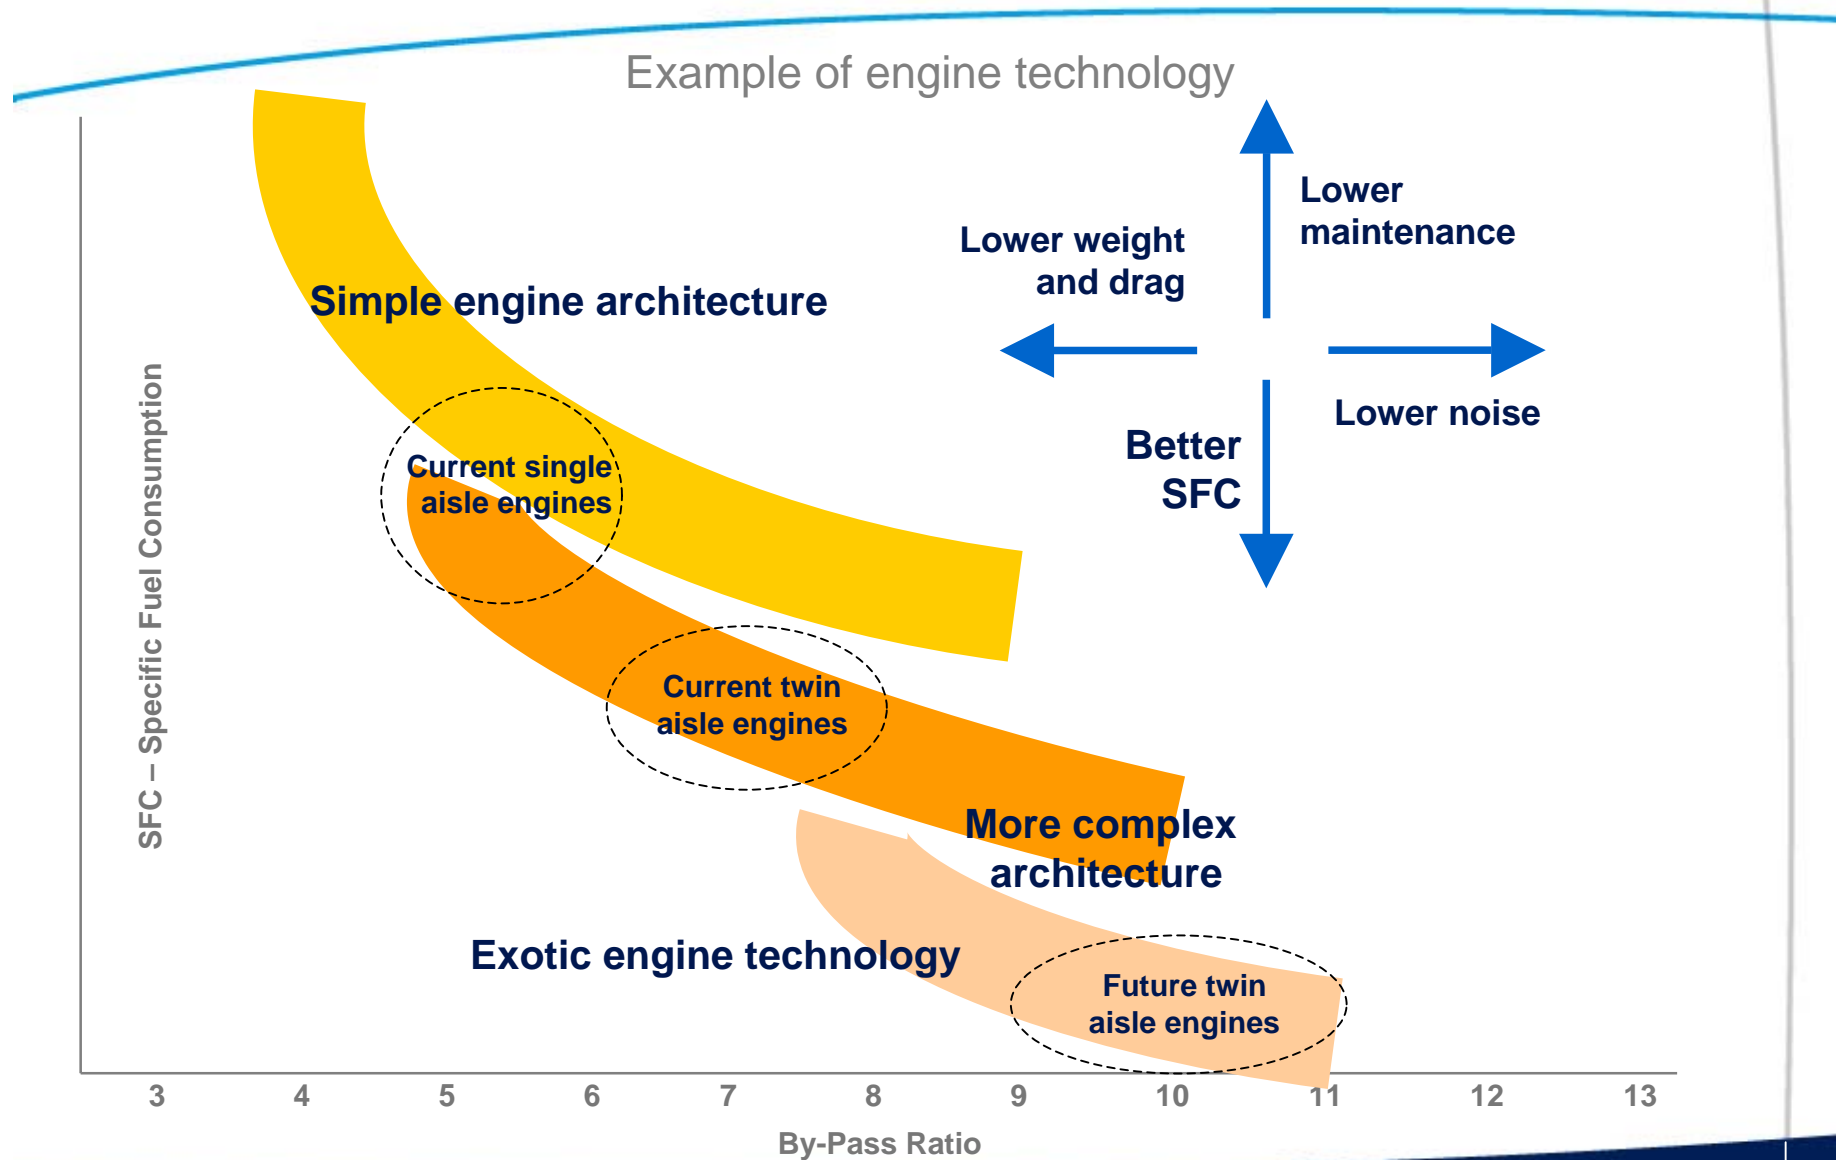 Example of engine technology
Lower
maintenance
Lower weight
and drag
Simple engine architecture
Lower noise
Better
SFC
Current single
aisle engines
Current twin
aisle engines
More complex
architecture
Exotic engine technology
Future twin
aisle engines
SFC – Specific Fuel Consumption
3 4 5 6 7 8 9 10 11 12 13
By-Pass Ratio